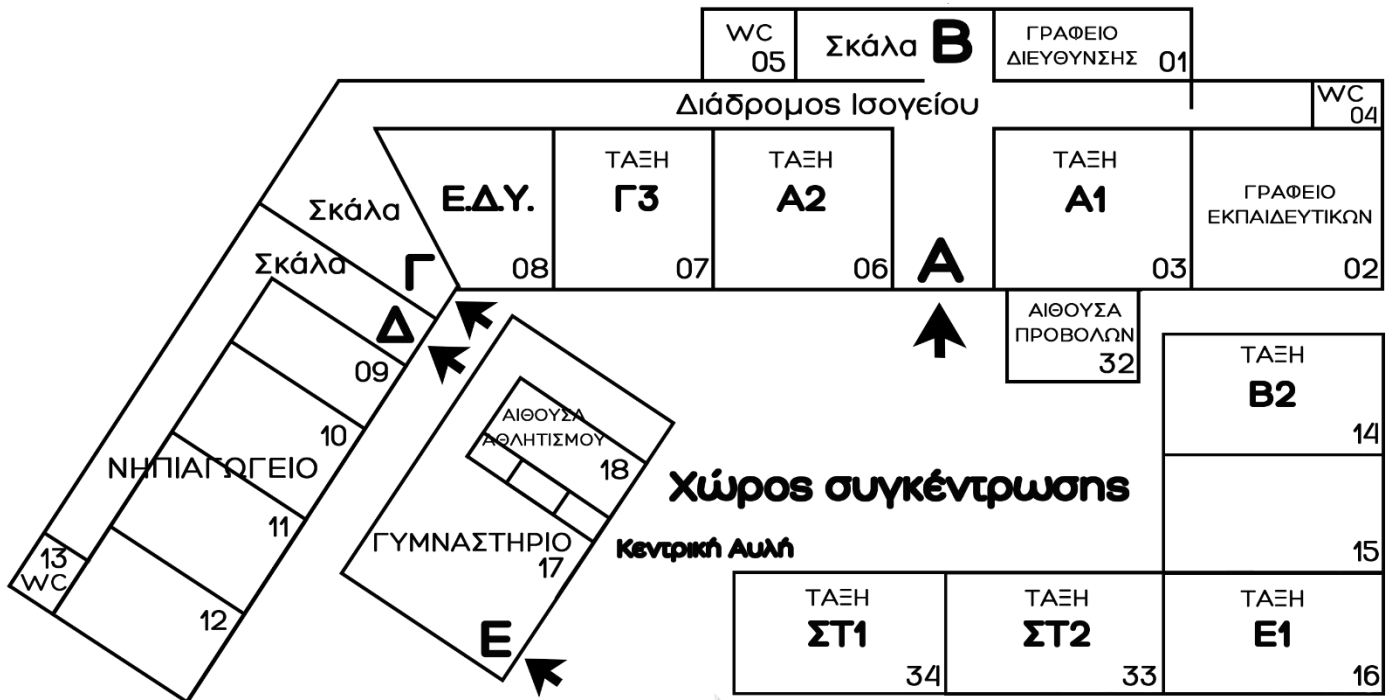 WC
05
Σκάλα Β
ΓΡΑΦΕΙΟ
ΔΙΕΥΘΥΝΣΗΣ 01
Διάδρομος Ισογείου
WC
04
Σκάλα
Ε.Δ.Υ.
08
ΤΑΞΗ
Γ3
07
ΤΑΞΗ
Α2
06
Α
ΤΑΞΗ
Α1
03
ΓΡΑΦΕΙΟ
ΕΚΠΑΙΔΕΥΤΙΚΩΝ
02
Σκάλα
Γ
Δ
09
10
ΝΗΠΙΑΓΩΓΕΙΟ
11
12
13
WC
ΑΙΘΟΥΣΑ
ΠΡΟΒΟΛΩΝ
32
ΑΙΘΟΥΣΑ
ΑΘΛΗΤΙΣΜΟΥ
18
ΓΥΜΝΑΣΤΗΡΙΟ
17
Ε
Χώρος συγκέντρωσης
Κεντρική Αυλή
ΤΑΞΗ
Β2
14
15
ΤΑΞΗ
ΣΤ1
34
ΤΑΞΗ
ΣΤ2
33
ΤΑΞΗ
Ε1
16